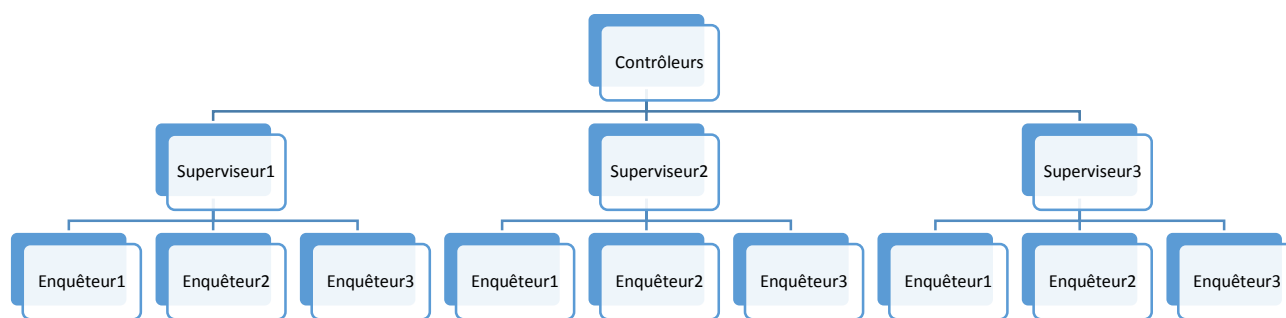 Contrôleurs
Superviseur1
Superviseur2
Superviseur3
Enquêteur1
Enquêteur2
Enquêteur3
Enquêteur1
Enquêteur2
Enquêteur3
Enquêteur1
Enquêteur2
Enquêteur3